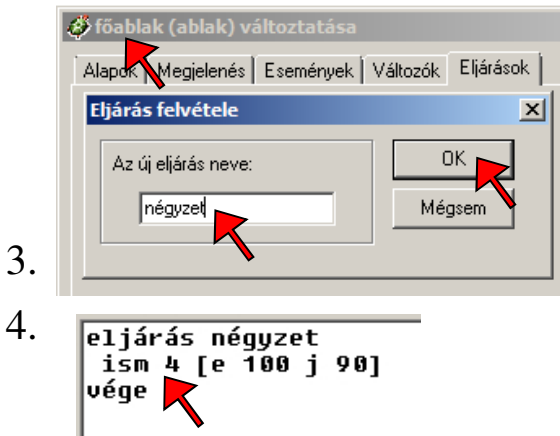 főablak (ablak) változtatása
Alapok Megjelenés Események Változók Eljárások
Eljárás felvétele
Az új eljárás neve:
OK
négyzet
Mégsem
3.
4.
eljárás négyzet
ism 4 [e 100 j 90]
vége